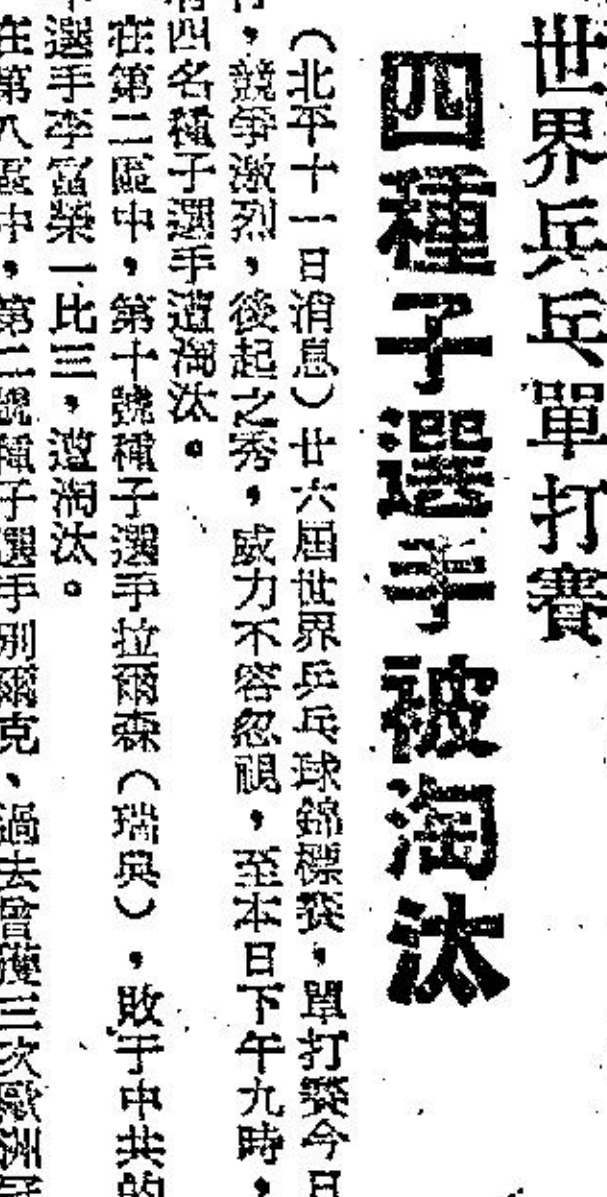 世界乒乓單打賽
四種子選手被淘汰
（北平十一日消息）廿六屆世界乒乓球錦標賽，單打賽今日
，競爭激烈，後起之秀，威力不容忽視，至本日下午九時，
四名種子選手遭淘汰。
在第二區中，第十號種子選手拉爾森（瑞典），敗于中共的
選手李富榮一比三，遭淘汰。
在第八區中，第二號種子選手別爾克、過去曾獲三次歐洲冠